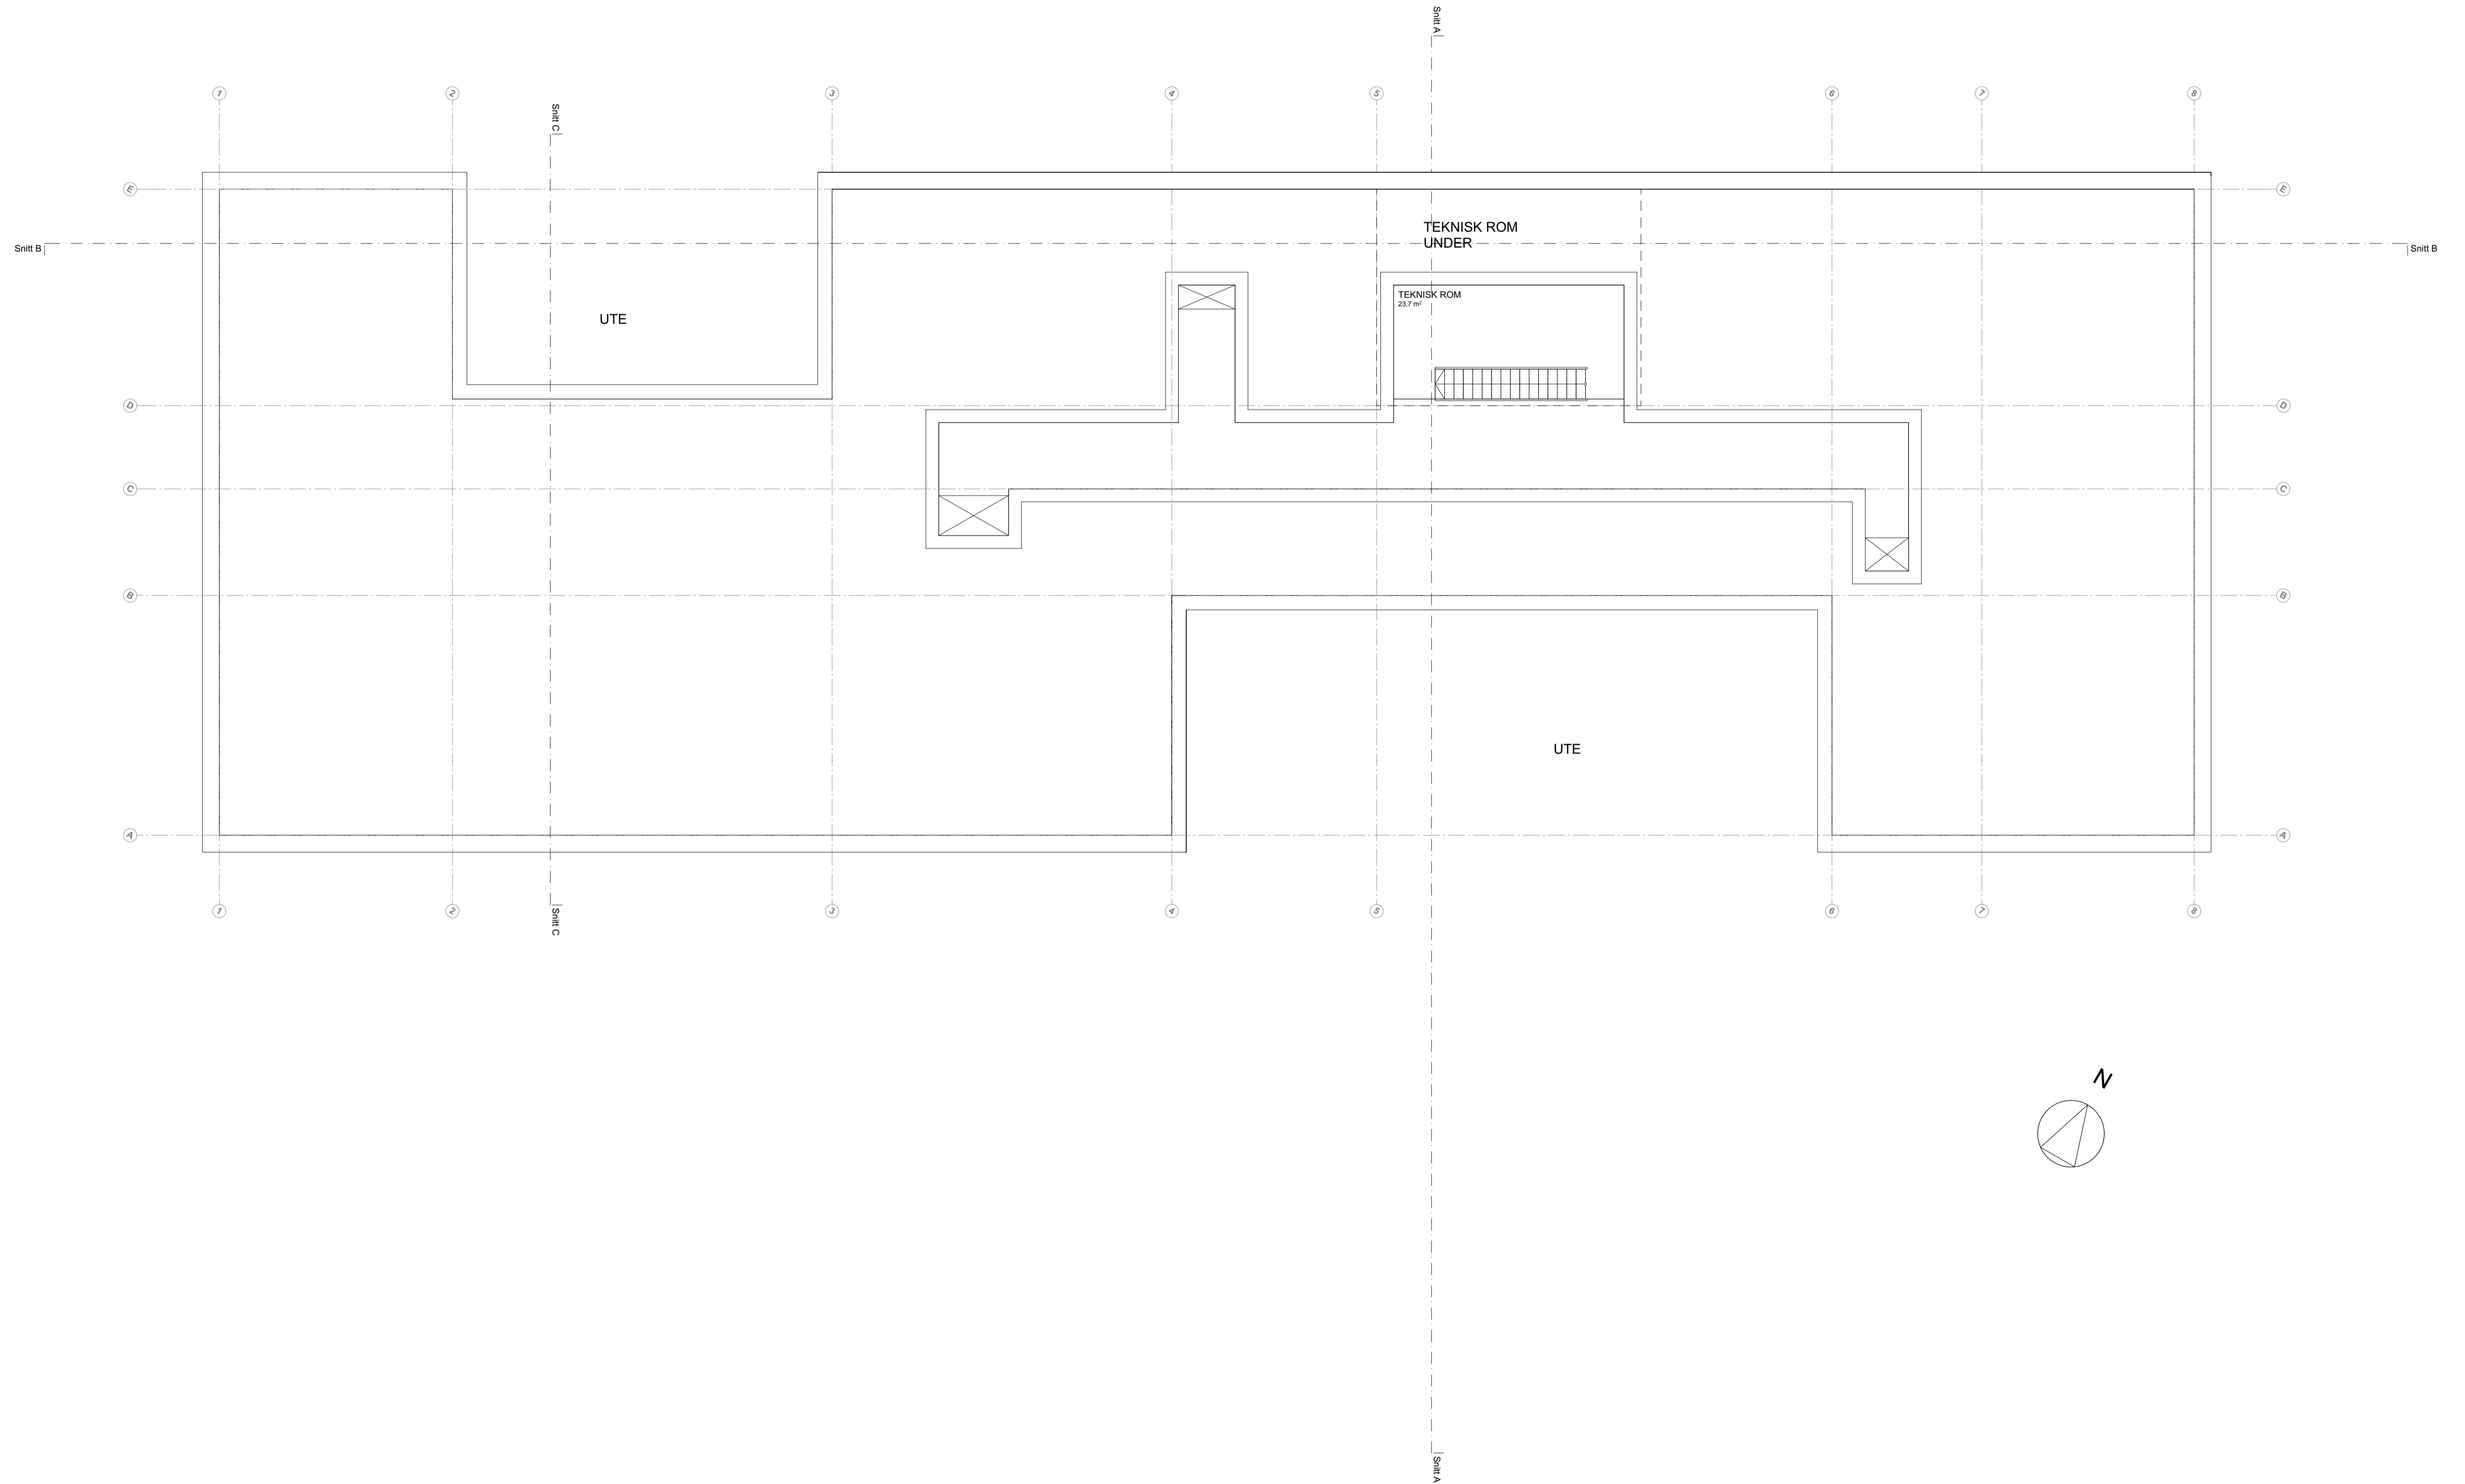 Snitt A
1 2 3 4 5 6 7 8
Snitt C
E E
TEKNISK ROM
UNDER
Snitt B Snitt B
TEKNISK ROM
23,7 m²
UTE
D D
C C
B B
UTE
A A
1 2 3 4 5 6 7 8
Snitt C
N
Snitt A